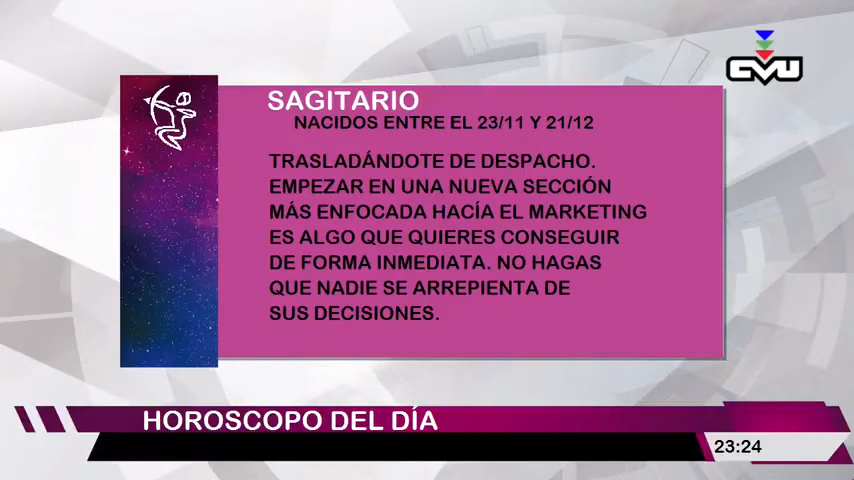 CVU
SAGITARIO
NACIDOS ENTRE EL 23/11 Y 21/12
TRASLADÁNDOTE DE DESPACHO.
EMPEZAR EN UNA NUEVA SECCIÓN
MÁS ENFOCADA HACÍA EL MARKETING
ES ALGO QUE QUIERES CONSEGUIR
DE FORMA INMEDIATA. NO HAGAS
QUE NADIE SE ARREPIENTA DE
SUS DECISIONES.
HOROSCOPO DEL DÍA
23:24